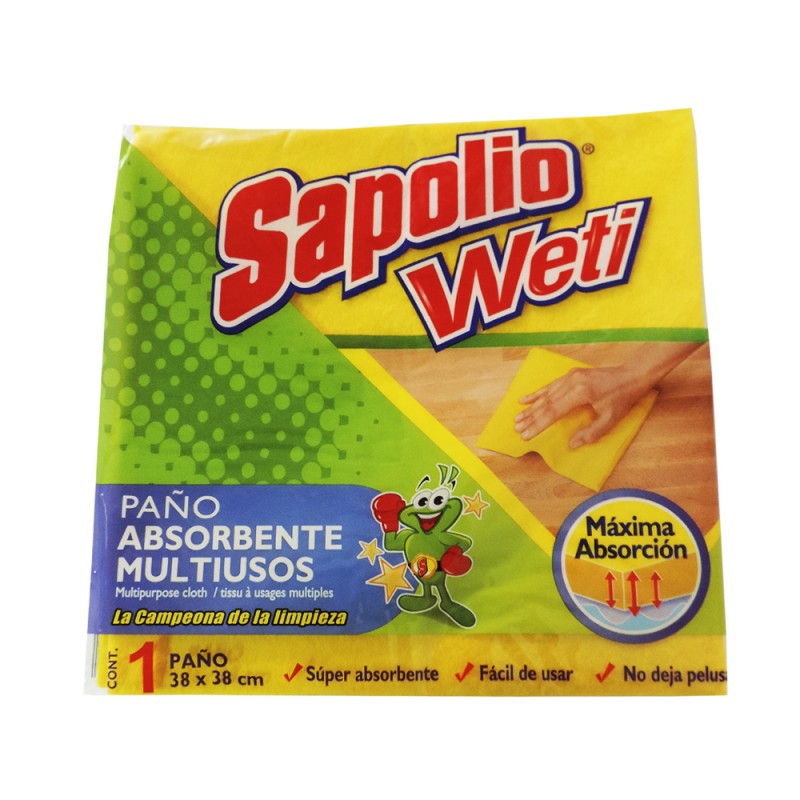 Sapolio®
Weti
Máxima
Absorción
PAÑO
ABSORBENTE
MULTIUSOS
Multipurpose cloth / tissu à usages multiples
La Campeona de la limpieza
CONT. 1 PAÑO
38 x 38 cm
Súper absorbente
Fácil de usar
No deja pelus